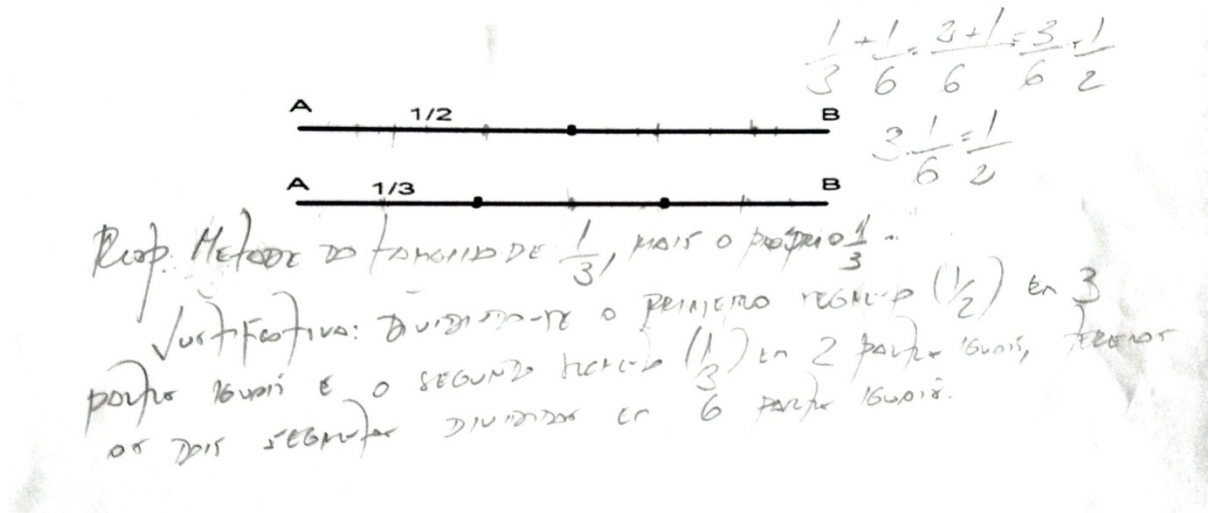 1/3 + 1/6 = 2+1/6 = 3/6 = 1/2
A 1/2 B
3 · 1/6 = 1/2
A 1/3 B
Resp. Metade do tamanho de 1/3, mais o próprio 1/3.
Justificativa: Dividindo-se o primeiro segmento (1/2) em 3
partes iguais e o segundo segmento (1/3) em 2 partes iguais, teremos
os dois segmentos divididos em 6 partes iguais.